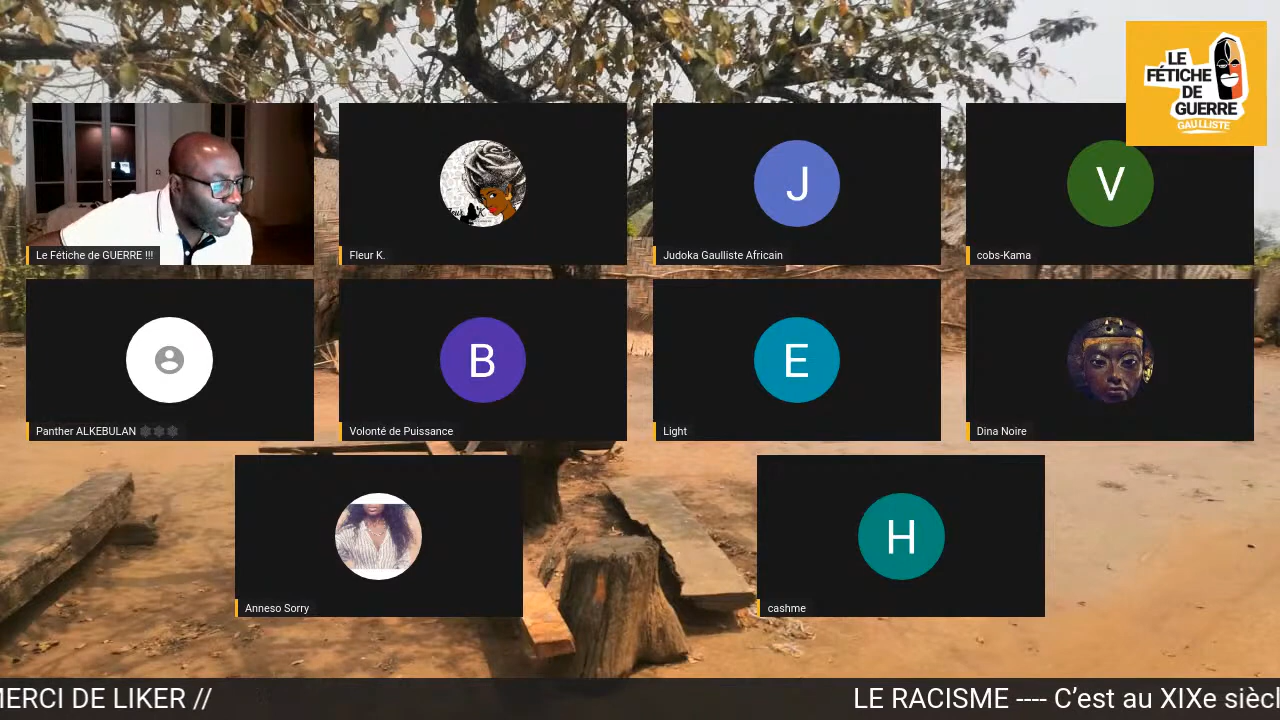 LE
FÉTICHE
DE
GUERRE
GAULLISTE
Le Fétiche de GUERRE !!!
Fleur K.
J
Judoka Gaulliste Africain
V
cobs-Kama
Panther ALKEBULAN
B
Volonté de Puissance
E
Light
Dina Noire
Anneso Sorry
H
cashme
MERCI DE LIKER // LE RACISME ---- C’est au XIXe siècl